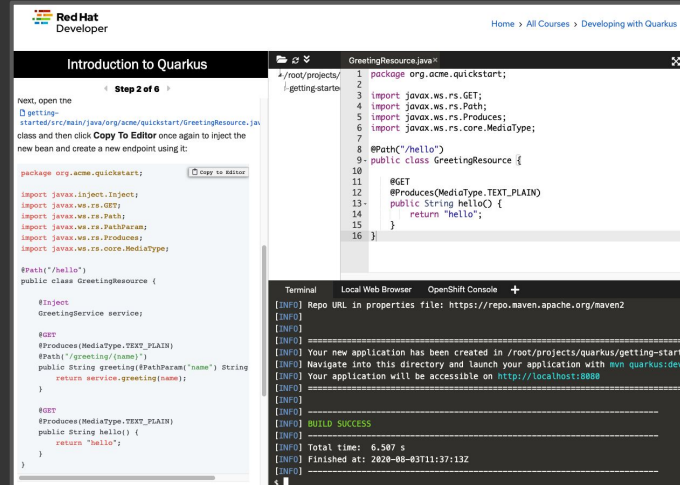 Red Hat
Developer
Home > All Courses > Developing with Quarkus
Introduction to Quarkus
Step 2 of 6
Next, open the
getting-
started/src/main/java/org/acme/quickstart/GreetingResource.jav
class and then click Copy To Editor once again to inject the
new bean and create a new endpoint using it:
Copy to Editor
package org.acme.quickstart;
import javax.inject.Inject;
import javax.ws.rs.GET;
import javax.ws.rs.Path;
import javax.ws.rs.PathParam;
import javax.ws.rs.Produces;
import javax.ws.rs.core.MediaType;
@Path("/hello")
public class GreetingResource {
@Inject
GreetingService service;
@GET
@Produces(MediaType.TEXT_PLAIN)
@Path("/greeting/{name}")
public String greeting(@PathParam("name") String
return service.greeting(name);
}
@GET
@Produces(MediaType.TEXT_PLAIN)
public String hello() {
return "hello";
}
}
/root/projects/
getting-starte
GreetingResource.java×
1 package org.acme.quickstart;
2
3 import javax.ws.rs.GET;
4 import javax.ws.rs.Path;
5 import javax.ws.rs.Produces;
6 import javax.ws.rs.core.MediaType;
7
8 @Path("/hello")
9 public class GreetingResource {
10
11 @GET
12 @Produces(MediaType.TEXT_PLAIN)
13 public String hello() {
14 return "hello";
15 }
16 }
Terminal Local Web Browser OpenShift Console +
[INFO] Repo URL in properties file: https://repo.maven.apache.org/maven2
[INFO]
[INFO]
[INFO] ========================================================================
[INFO] Your new application has been created in /root/projects/quarkus/getting-start
[INFO] Navigate into this directory and launch your application with mvn quarkus:dev
[INFO] Your application will be accessible on http://localhost:8080
[INFO] ========================================================================
[INFO]
[INFO] ------------------------------------------------------------------------
[INFO] BUILD SUCCESS
[INFO] ------------------------------------------------------------------------
[INFO] Total time: 6.507 s
[INFO] Finished at: 2020-08-03T11:37:13Z
[INFO] ------------------------------------------------------------------------
$